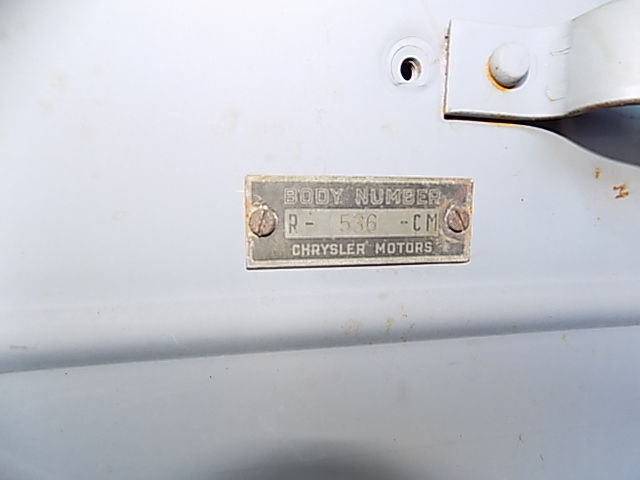 BODY NUMBER
R- 536 -CM
CHRYSLER MOTORS